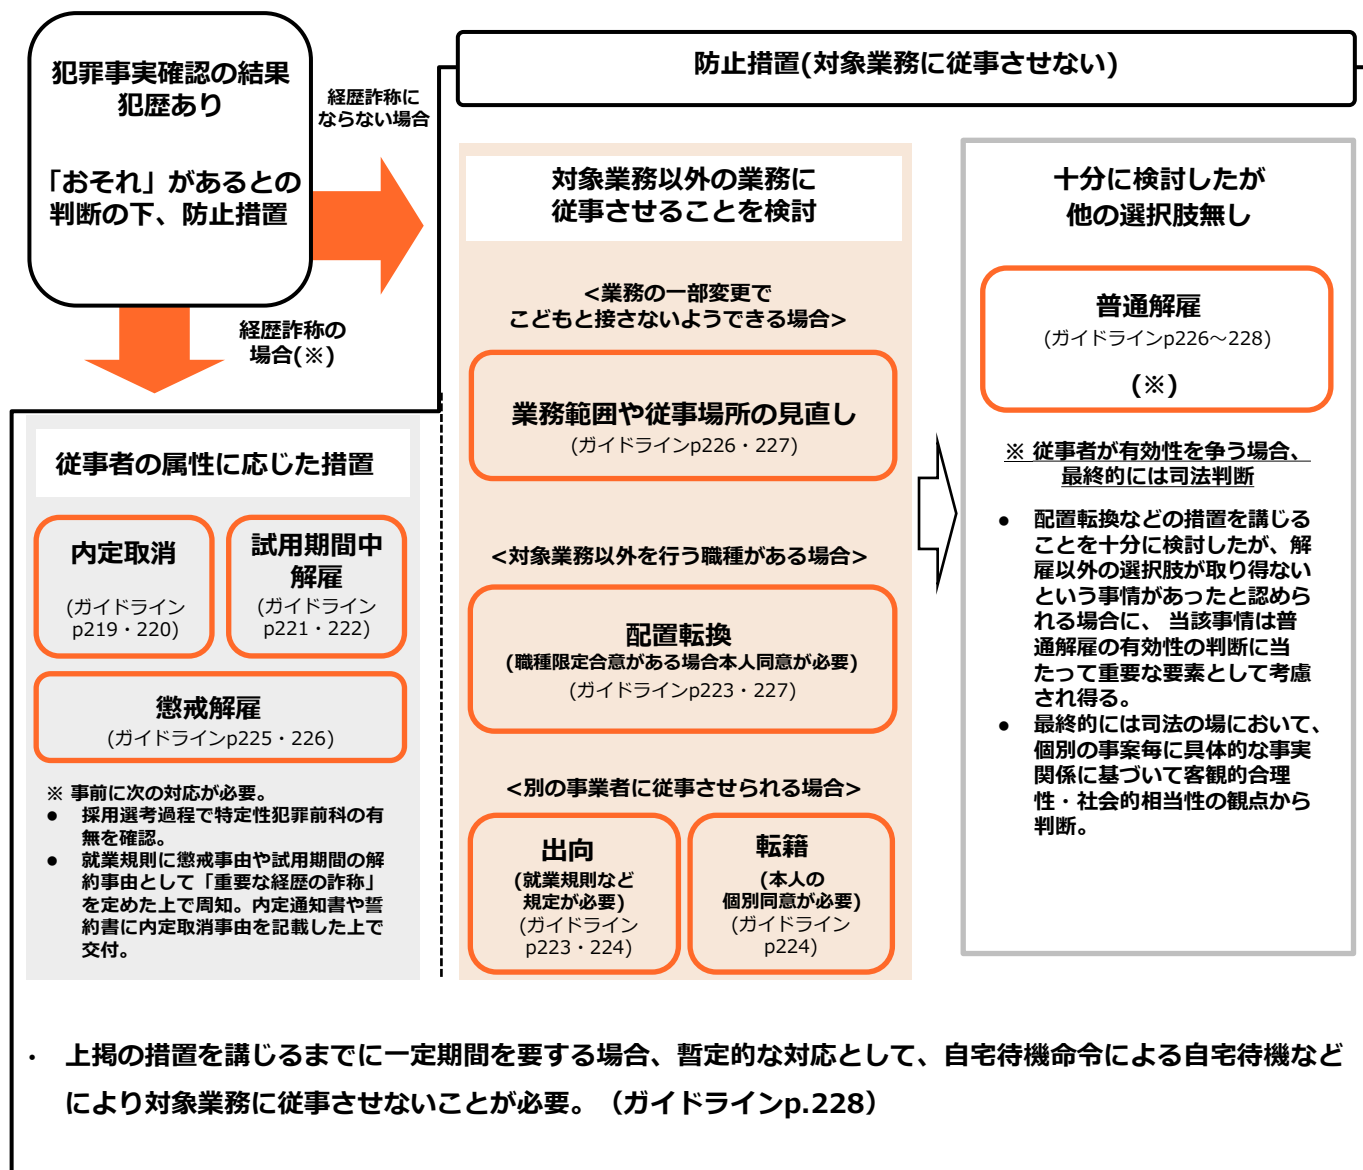 犯罪事実確認の結果
犯歴あり
「おそれ」があるとの
判断の下、防止措置
経歴詐称に
ならない場合
経歴詐称の
場合(※)
防止措置(対象業務に従事させない)
従事者の属性に応じた措置
内定取消
(ガイドライン
p219・220)
試用期間中
解雇
(ガイドライン
p221・222)
懲戒解雇
(ガイドラインp225・226)
※ 事前に次の対応が必要。
● 採用選考過程で特定性犯罪前科の有
無を確認。
● 就業規則に懲戒事由や試用期間の解
約事由として「重要な経歴の詐称」
を定めた上で周知。内定通知書や誓
約書に内定取消事由を記載した上で
交付。
対象業務以外の業務に
従事させることを検討
<業務の一部変更で
こどもと接さないようできる場合>
業務範囲や従事場所の見直し
(ガイドラインp226・227)
<対象業務以外を行う職種がある場合>
配置転換
(職種限定合意がある場合本人同意が必要)
(ガイドラインp223・227)
<別の事業者に従事させられる場合>
出向
(就業規則など
規定が必要)
(ガイドライン
p223・224)
転籍
(本人の
個別同意が必要)
(ガイドライン
p224)
十分に検討したが
他の選択肢無し
普通解雇
(ガイドラインp226～228)
(※)
※ 従事者が有効性を争う場合、
最終的には司法判断
● 配置転換などの措置を講じる
ことを十分に検討したが、解
雇以外の選択肢が取り得ない
という事情があったと認めら
れる場合に、 当該事情は普
通解雇の有効性の判断に当
たって重要な要素として考慮
され得る。
● 最終的には司法の場において、
個別の事案毎に具体的な事実
関係に基づいて客観的合理
性・社会的相当性の観点から
判断。
・ 上掲の措置を講じるまでに一定期間を要する場合、暫定的な対応として、自宅待機命令による自宅待機など
により対象業務に従事させないことが必要。（ガイドラインp.228）